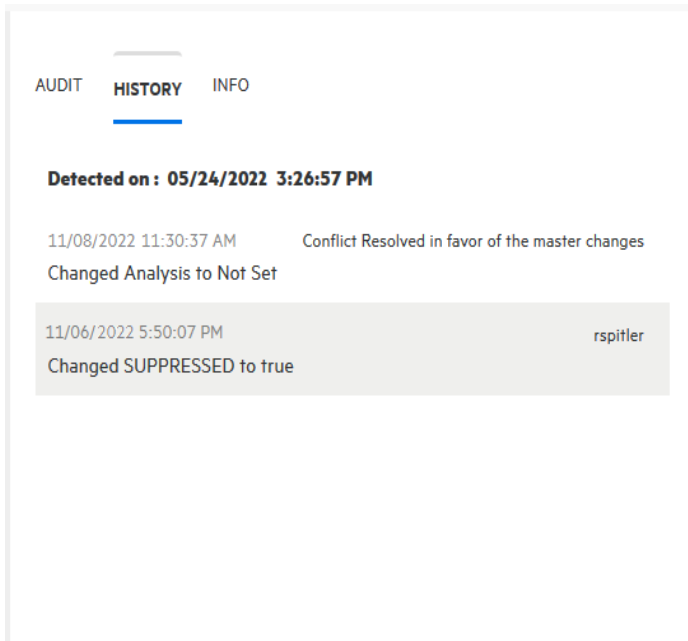 AUDIT HISTORY INFO
Detected on : 05/24/2022 3:26:57 PM
11/08/2022 11:30:37 AM Conflict Resolved in favor of the master changes
Changed Analysis to Not Set
11/06/2022 5:50:07 PM rspitler
Changed SUPPRESSED to true